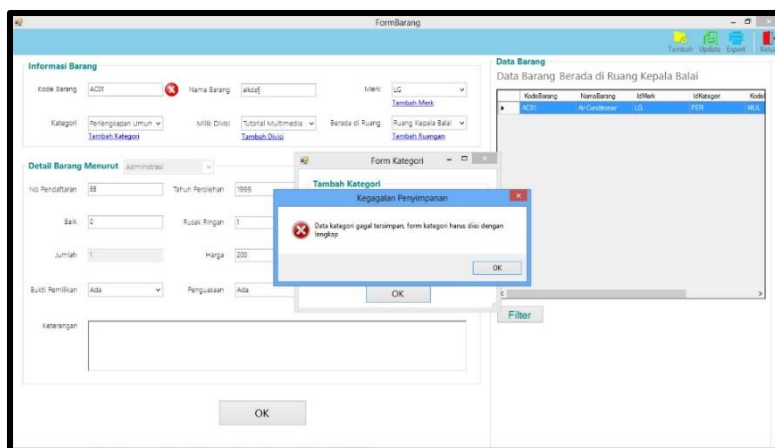 FormBarang
Tambah Update Export
Informasi Barang
Kode Barang AC01 Nama Barang Merk LG
Tambah Merk
Kategori Perlengkapan Umun Milik Divisi Tutorial Multimedia Berada di Ruang Ruang Kepala Balai
Tambah Kategori Tambah Divisi Tambah Ruangan
Detail Barang Menurut Administrasi
No Pendaftaran 88 Tahun Perolehan 1999
Baik 0 Rusak Ringan 1
Jumlah 1 Harga 200
Bukti Pemilikan Ada Penguasaan Ada
Keterangan
OK
Form Kategori
Tambah Kategori
Kegagalan Penyimpanan
Data kategori gagal tersimpan, form kategori harus diisi dengan
lengkap
OK
OK
Data Barang
Data Barang Berada di Ruang Kepala Balai
KodeBarang NamaBarang IdMerk IdKategori
AC01 Air Conditioner LG PER MUL
Filter